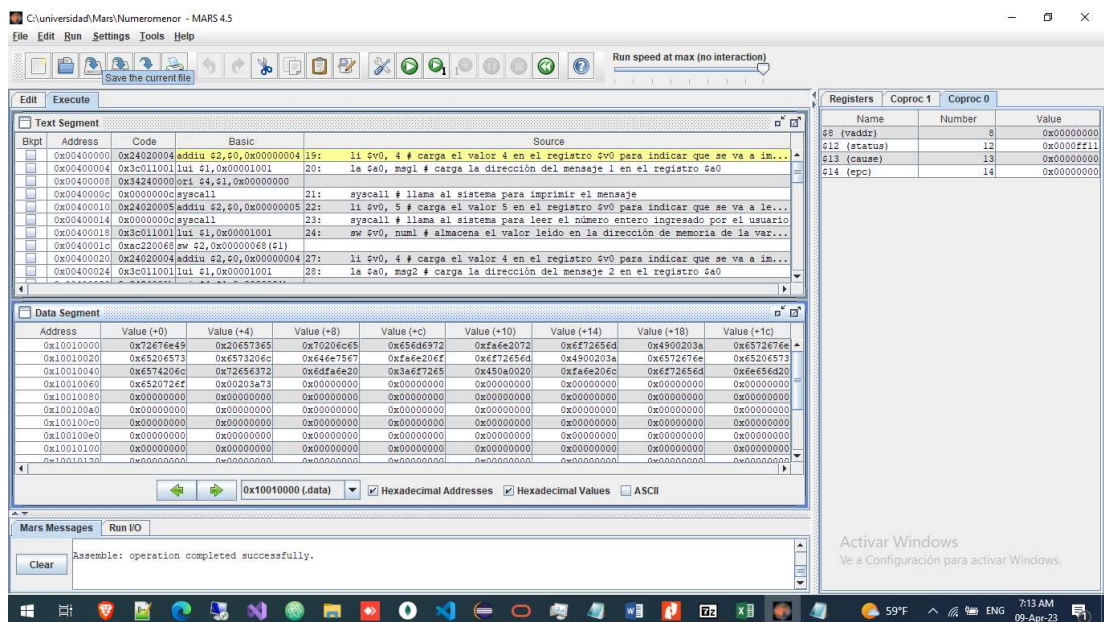 C:\universidad\Mars\Numeromenor - MARS 4.5
File Edit Run Settings Tools Help
Run speed at max (no interaction)
Save the current file
Edit Execute
Text Segment
Bkpt Address Code Basic Source
0x00400000 0x24020004 addiu $2,$0,0x00000004 19: li $v0, 4 # carga el valor 4 en el registro $v0 para indicar que se va a im...
0x00400004 0x3c011001 lui $1,0x00001001 20: la $a0, msg1 # carga la dirección del mensaje 1 en el registro $a0
0x00400008 0x34240000 ori $4,$1,0x00000000
0x0040000c 0x0000000c syscall 21: syscall # llama al sistema para imprimir el mensaje
0x00400010 0x24020005 addiu $2,$0,0x00000005 22: li $v0, 5 # carga el valor 5 en el registro $v0 para indicar que se va a le...
0x00400014 0x0000000c syscall 23: syscall # llama al sistema para leer el número entero ingresado por el usuario
0x00400018 0x3c011001 lui $1,0x00001001 24: sw $v0, num1 # almacena el valor leído en la dirección de memoria de la var...
0x0040001c 0xac220068 sw $2,0x00000068($1)
0x00400020 0x24020004 addiu $2,$0,0x00000004 27: li $v0, 4 # carga el valor 4 en el registro $v0 para indicar que se va a im...
0x00400024 0x3c011001 lui $1,0x00001001 28: la $a0, msg2 # carga la dirección del mensaje 2 en el registro $a0
Data Segment
Address Value (+0) Value (+4) Value (+8) Value (+c) Value (+10) Value (+14) Value (+18) Value (+1c)
0x10010000 0x72676e49 0x20657365 0x70206c65 0x656d6972 0xfa6e2072 0x6f72656d 0x4900203a 0x6572676e
0x10010020 0x65206573 0x6573206c 0x646e7567 0xfa6e206f 0x6f72656d 0x4900203a 0x6572676e 0x65206573
0x10010040 0x6574206c 0x72656372 0x6dfa6e20 0x3a6f7265 0x450a0020 0xfa6e206c 0x6f72656d 0x6e656d20
0x10010060 0x6520726f 0x00203a73 0x00000000 0x00000000 0x00000000 0x00000000 0x00000000 0x00000000
0x10010080 0x00000000 0x00000000 0x00000000 0x00000000 0x00000000 0x00000000 0x00000000 0x00000000
0x100100a0 0x00000000 0x00000000 0x00000000 0x00000000 0x00000000 0x00000000 0x00000000 0x00000000
0x100100c0 0x00000000 0x00000000 0x00000000 0x00000000 0x00000000 0x00000000 0x00000000 0x00000000
0x100100e0 0x00000000 0x00000000 0x00000000 0x00000000 0x00000000 0x00000000 0x00000000 0x00000000
0x10010100 0x00000000 0x00000000 0x00000000 0x00000000 0x00000000 0x00000000 0x00000000 0x00000000
0x10010120 0x00000000 0x00000000 0x00000000 0x00000000 0x00000000 0x00000000 0x00000000 0x00000000
0x10010000 (.data) Hexadecimal Addresses Hexadecimal Values ASCII
Mars Messages Run I/O
Clear
Assemble: operation completed successfully.
Registers Coproc 1 Coproc 0
Name Number Value
$8 (vaddr) 8 0x00000000
$12 (status) 12 0x0000ff11
$13 (cause) 13 0x00000000
$14 (epc) 14 0x00000000
Activar Windows
Ve a Configuración para activar Windows.
59°F ENG 7:13 AM
09-Apr-23